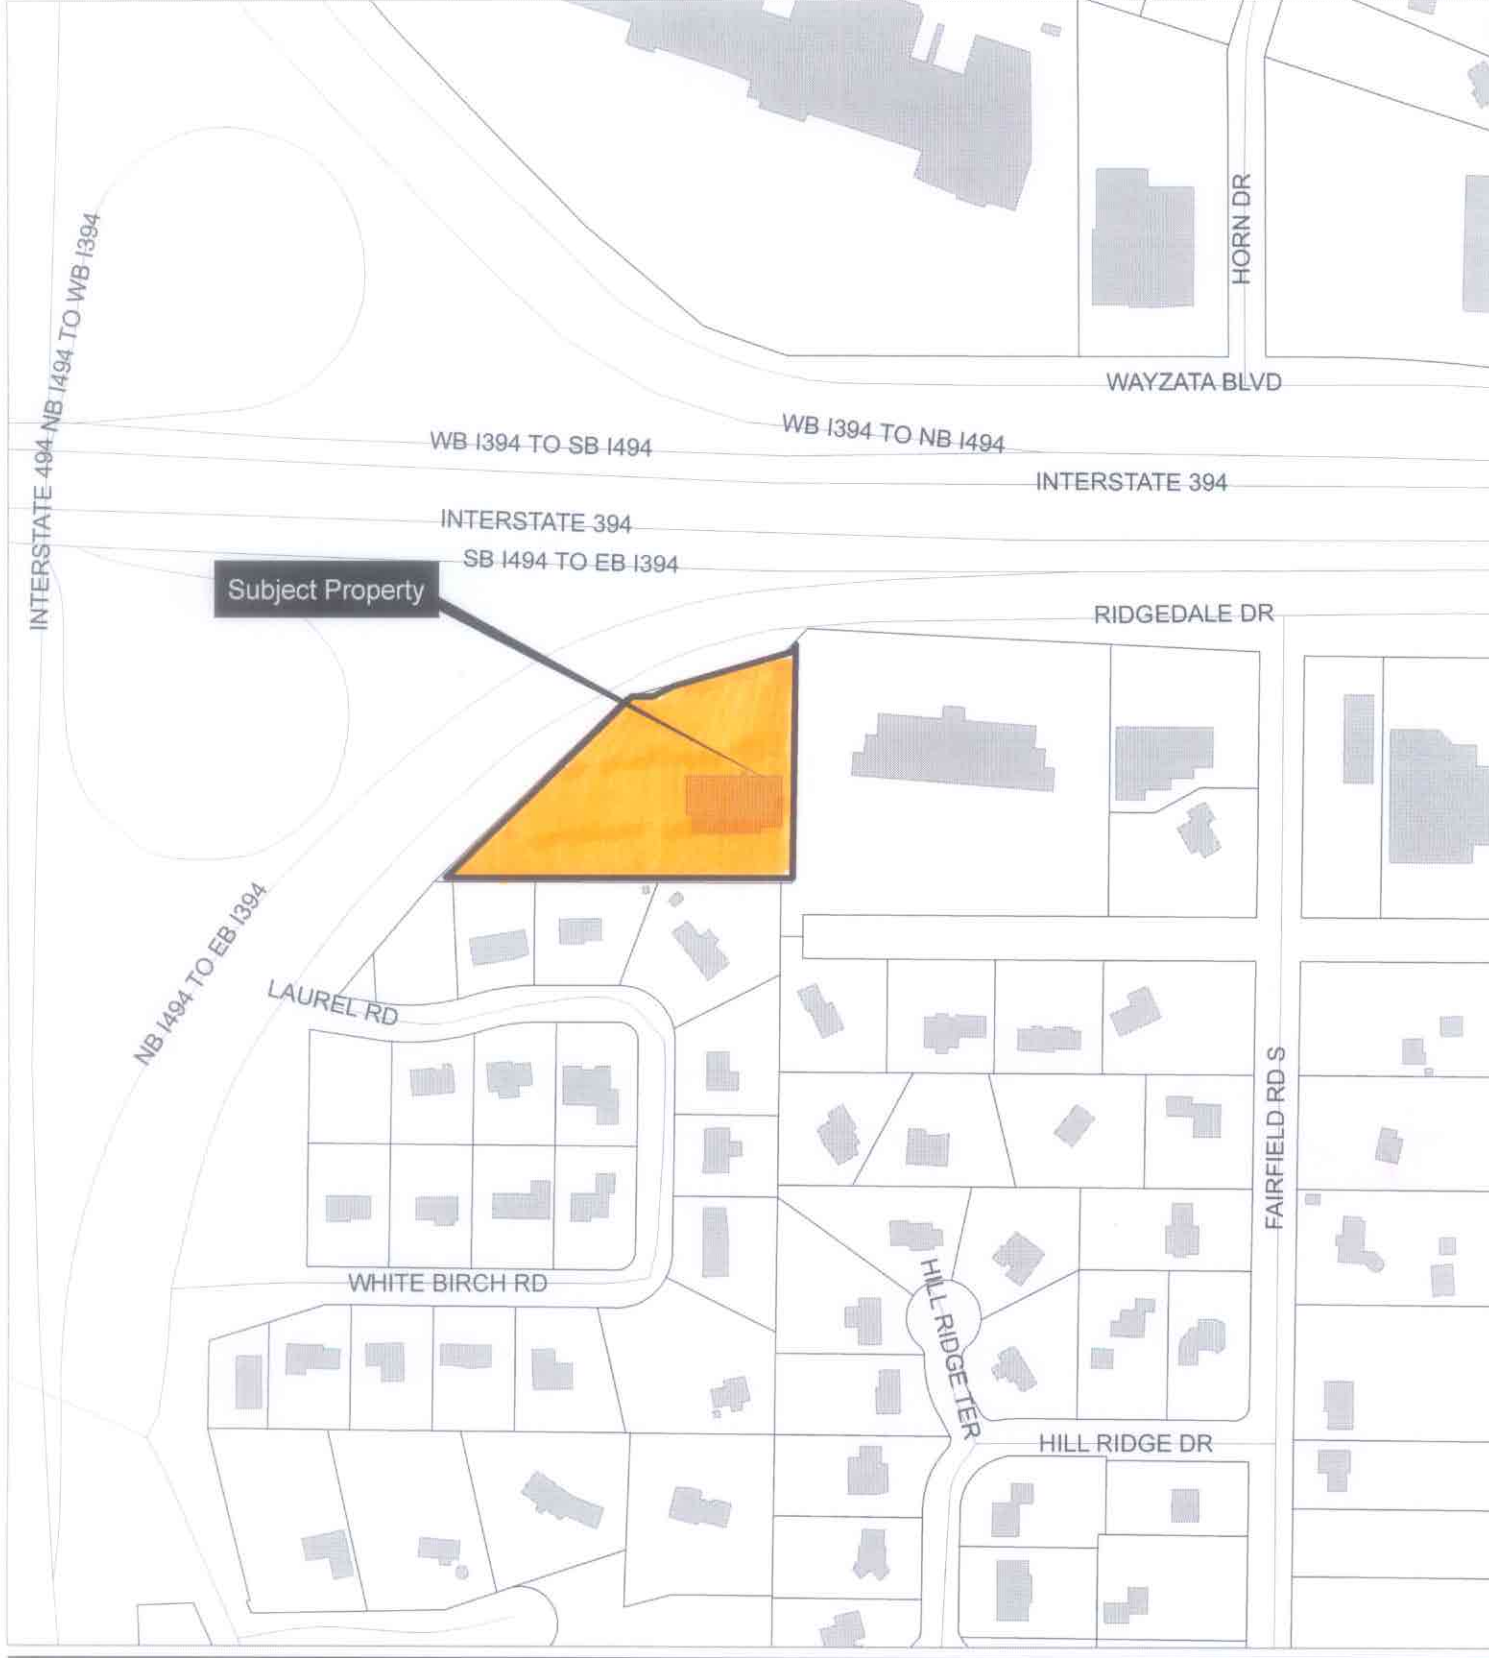 HORN DR
NB I494 TO WB I394
WAYZATA BLVD
WB I394 TO NB I494
WB I394 TO SB I494
INTERSTATE 394
INTERSTATE 494
INTERSTATE 394
SB I494 TO EB I394
Subject Property
RIDGEDALE DR
NB I494 TO EB I394
LAUREL RD
FAIRFIELD RD S
WHITE BIRCH RD
HILL RIDGE TER
HILL RIDGE DR